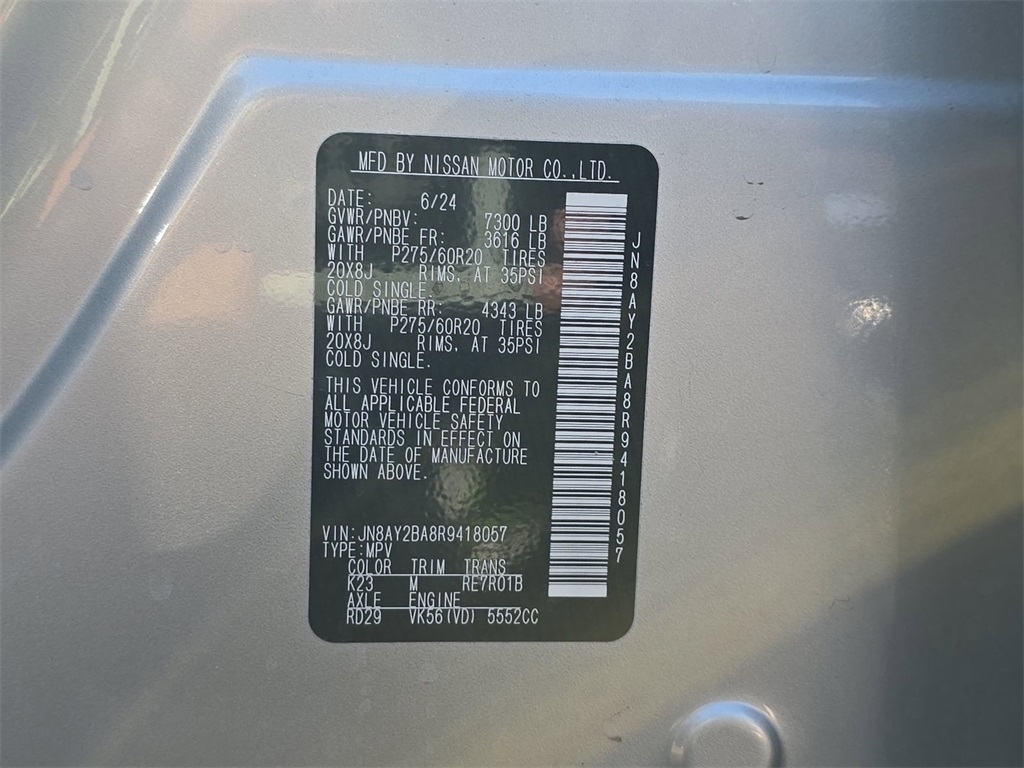 MFD BY NISSAN MOTOR CO.,LTD.
DATE: 6/24
GVWR/PNBV: 7300 LB
GAWR/PNBE FR: 3616 LB
WITH P275/60R20 TIRES
20X8J RIMS, AT 35PSI
COLD SINGLE.
GAWR/PNBE RR: 4343 LB
WITH P275/60R20 TIRES
20X8J RIMS, AT 35PSI
COLD SINGLE.
THIS VEHICLE CONFORMS TO
ALL APPLICABLE FEDERAL
MOTOR VEHICLE SAFETY
STANDARDS IN EFFECT ON
THE DATE OF MANUFACTURE
SHOWN ABOVE.
VIN:JN8AY2BA8R9418057
TYPE:MPV
COLOR TRIM TRANS
K23 M RE7R01B
AXLE ENGINE
RD29 VK56(VD) 5552CC
JN8AY2BA8R9418057